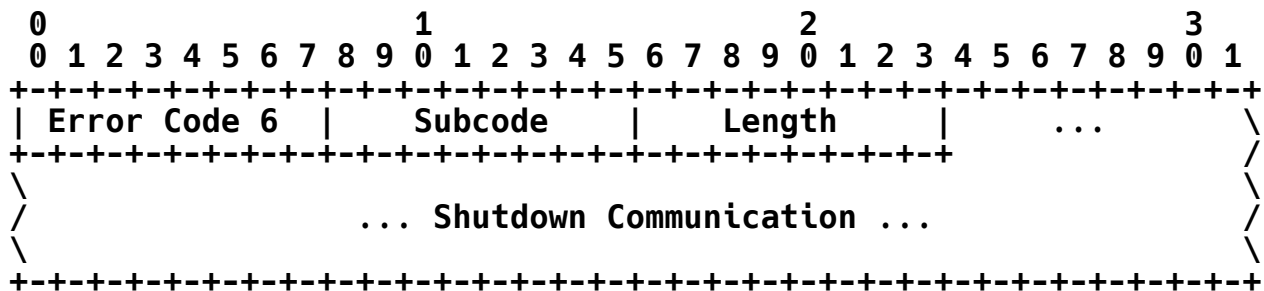 0                   1                   2                   3
 0 1 2 3 4 5 6 7 8 9 0 1 2 3 4 5 6 7 8 9 0 1 2 3 4 5 6 7 8 9 0 1
+-+-+-+-+-+-+-+-+-+-+-+-+-+-+-+-+-+-+-+-+-+-+-+-+-+-+-+-+-+-+-+-+
| Error Code 6  |    Subcode    |    Length     |     ...       \
+-+-+-+-+-+-+-+-+-+-+-+-+-+-+-+-+-+-+-+-+-+-+-+-+               /
\                                                               \
/                 ... Shutdown Communication ...                /
\                                                               \
+-+-+-+-+-+-+-+-+-+-+-+-+-+-+-+-+-+-+-+-+-+-+-+-+-+-+-+-+-+-+-+-+